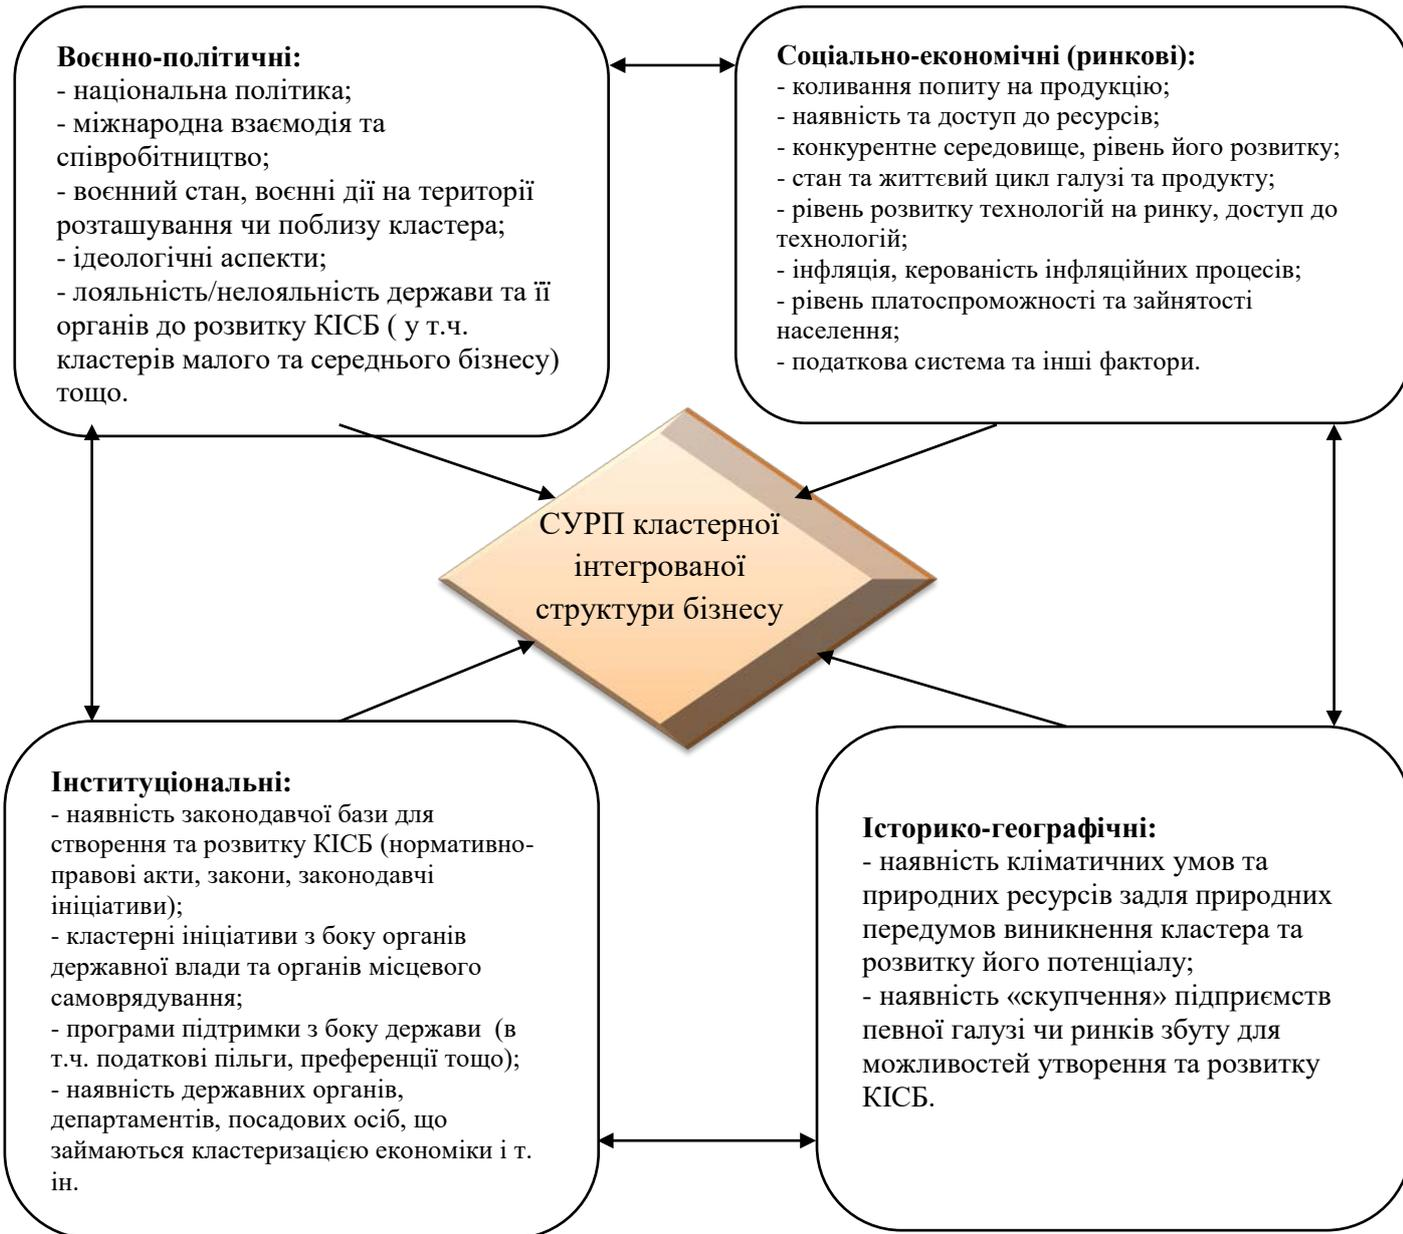 Воєнно-політичні:
- національна політика;
- міжнародна взаємодія та
співробітництво;
- воєнний стан, воєнні дії на території
розташування чи поблизу кластера;
- ідеологічні аспекти;
- лояльність/нелояльність держави та її
органів до розвитку КІСБ ( у т.ч.
кластерів малого та середнього бізнесу)
тощо.
Соціально-економічні (ринкові):
- коливання попиту на продукцію;
- наявність та доступ до ресурсів;
- конкурентне середовище, рівень його розвитку;
- стан та життєвий цикл галузі та продукту;
- рівень розвитку технологій на ринку, доступ до
технологій;
- інфляція, керованість інфляційних процесів;
- рівень платоспроможності та зайнятості
населення;
- податкова система та інші фактори.
СУРП кластерної
інтегрованої
структури бізнесу
Інституціональні:
- наявність законодавчої бази для
створення та розвитку КІСБ (нормативно-
правові акти, закони, законодавчі
ініціативи);
- кластерні ініціативи з боку органів
державної влади та органів місцевого
самоврядування;
- програми підтримки з боку держави  (в
т.ч. податкові пільги, преференції тощо);
- наявність державних органів,
департаментів, посадових осіб, що
займаються кластеризацією економіки і т.
ін.
Історико-географічні:
- наявність кліматичних умов та
природних ресурсів задля природних
передумов виникнення кластера та
розвитку його потенціалу;
- наявність «скупчення» підприємств
певної галузі чи ринків збуту для
можливостей утворення та розвитку
КІСБ.